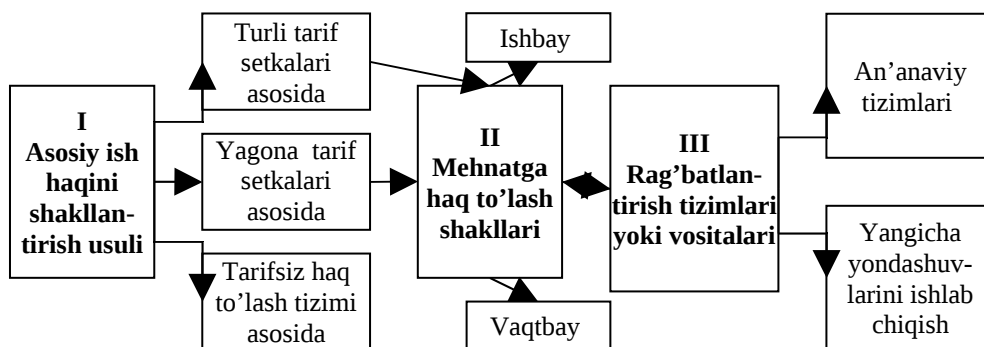 I
Asosiy ish
haqini
shakllan-
tirish usuli
Turli tarif
setkalari
asosida
Yagona tarif
setkalari
asosida
Tarifsiz haq
to’lash tizimi
asosida
Ishbay
II
Mehnatga
haq to’lash
shakllari
Vaqtbay
III
Rag’batlan-
tirish tizimlari
yoki vositalari
An’anaviy
tizimlari
Yangicha
yondashuv-
larini ishlab
chiqish